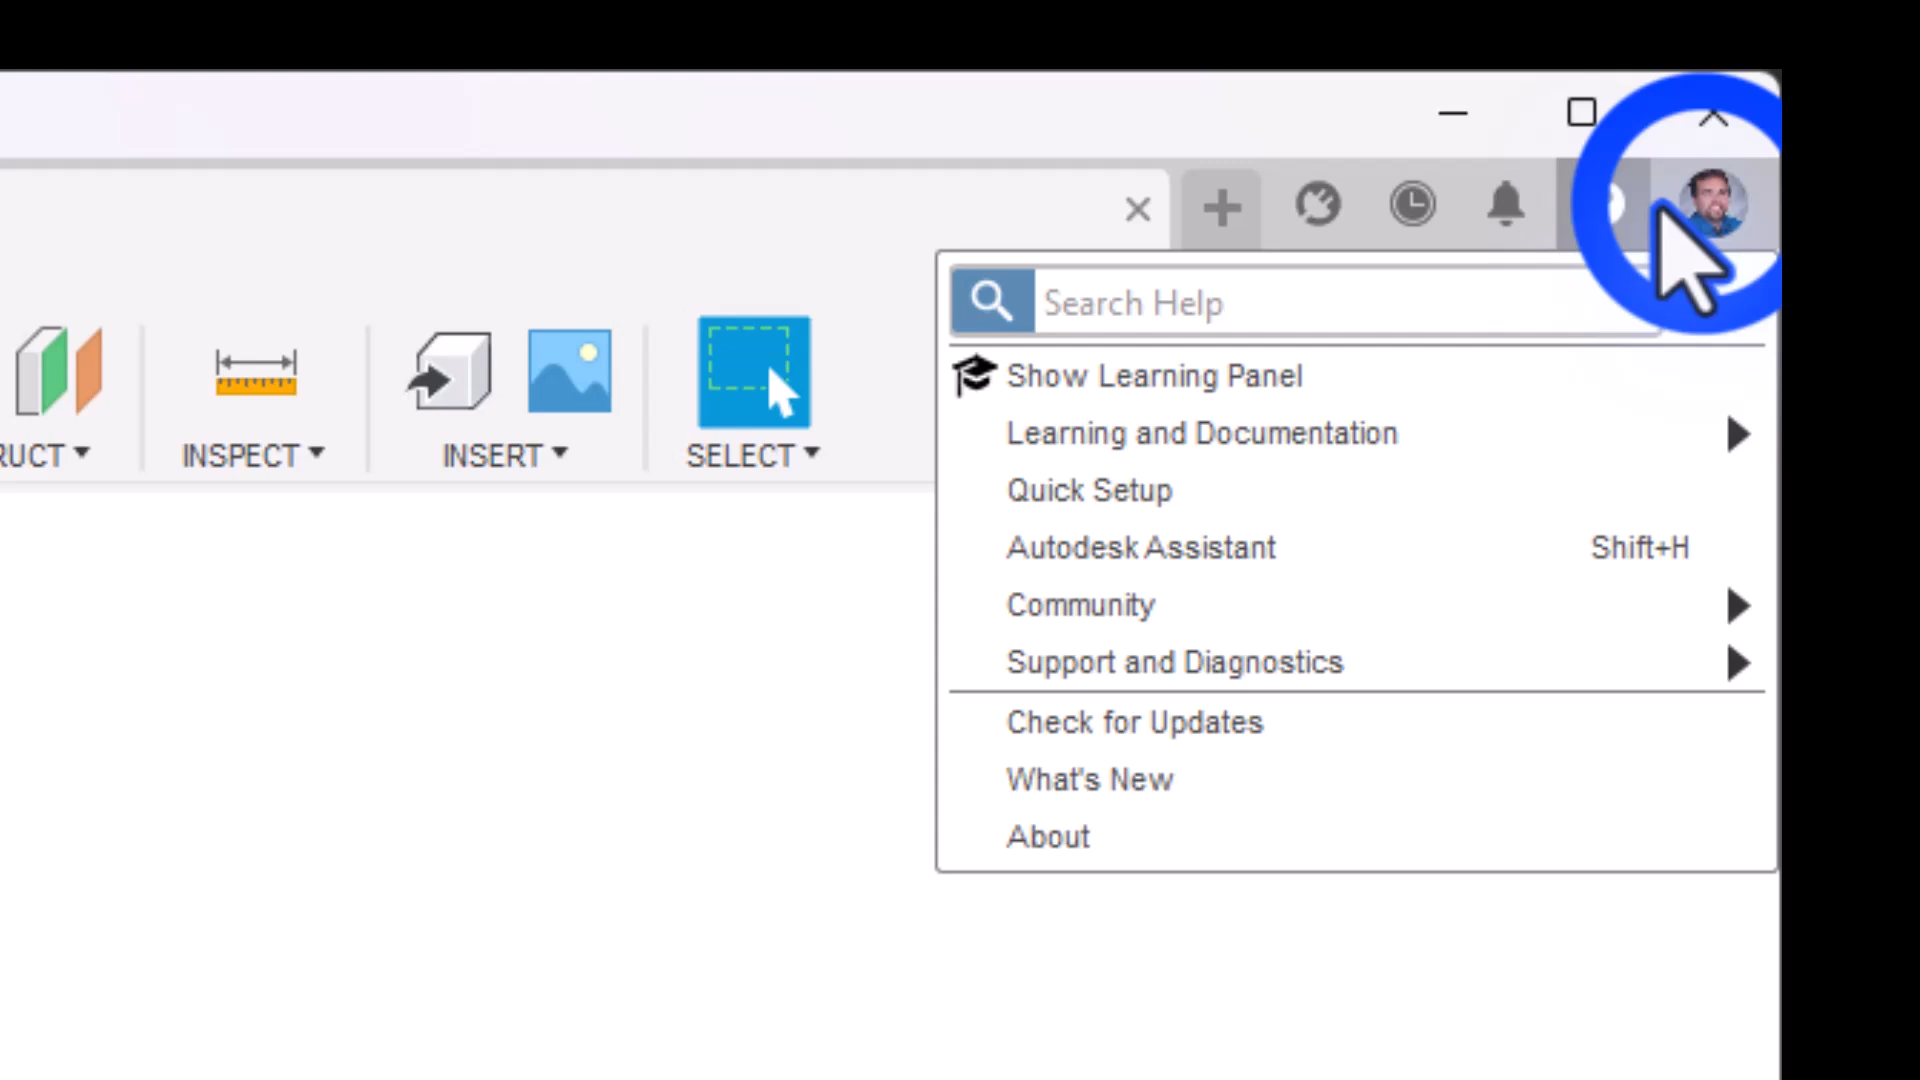 RUCT
INSPECT
INSERT
SELECT
Search Help
Show Learning Panel
Learning and Documentation
Quick Setup
Autodesk Assistant Shift+H
Community
Support and Diagnostics
Check for Updates
What's New
About